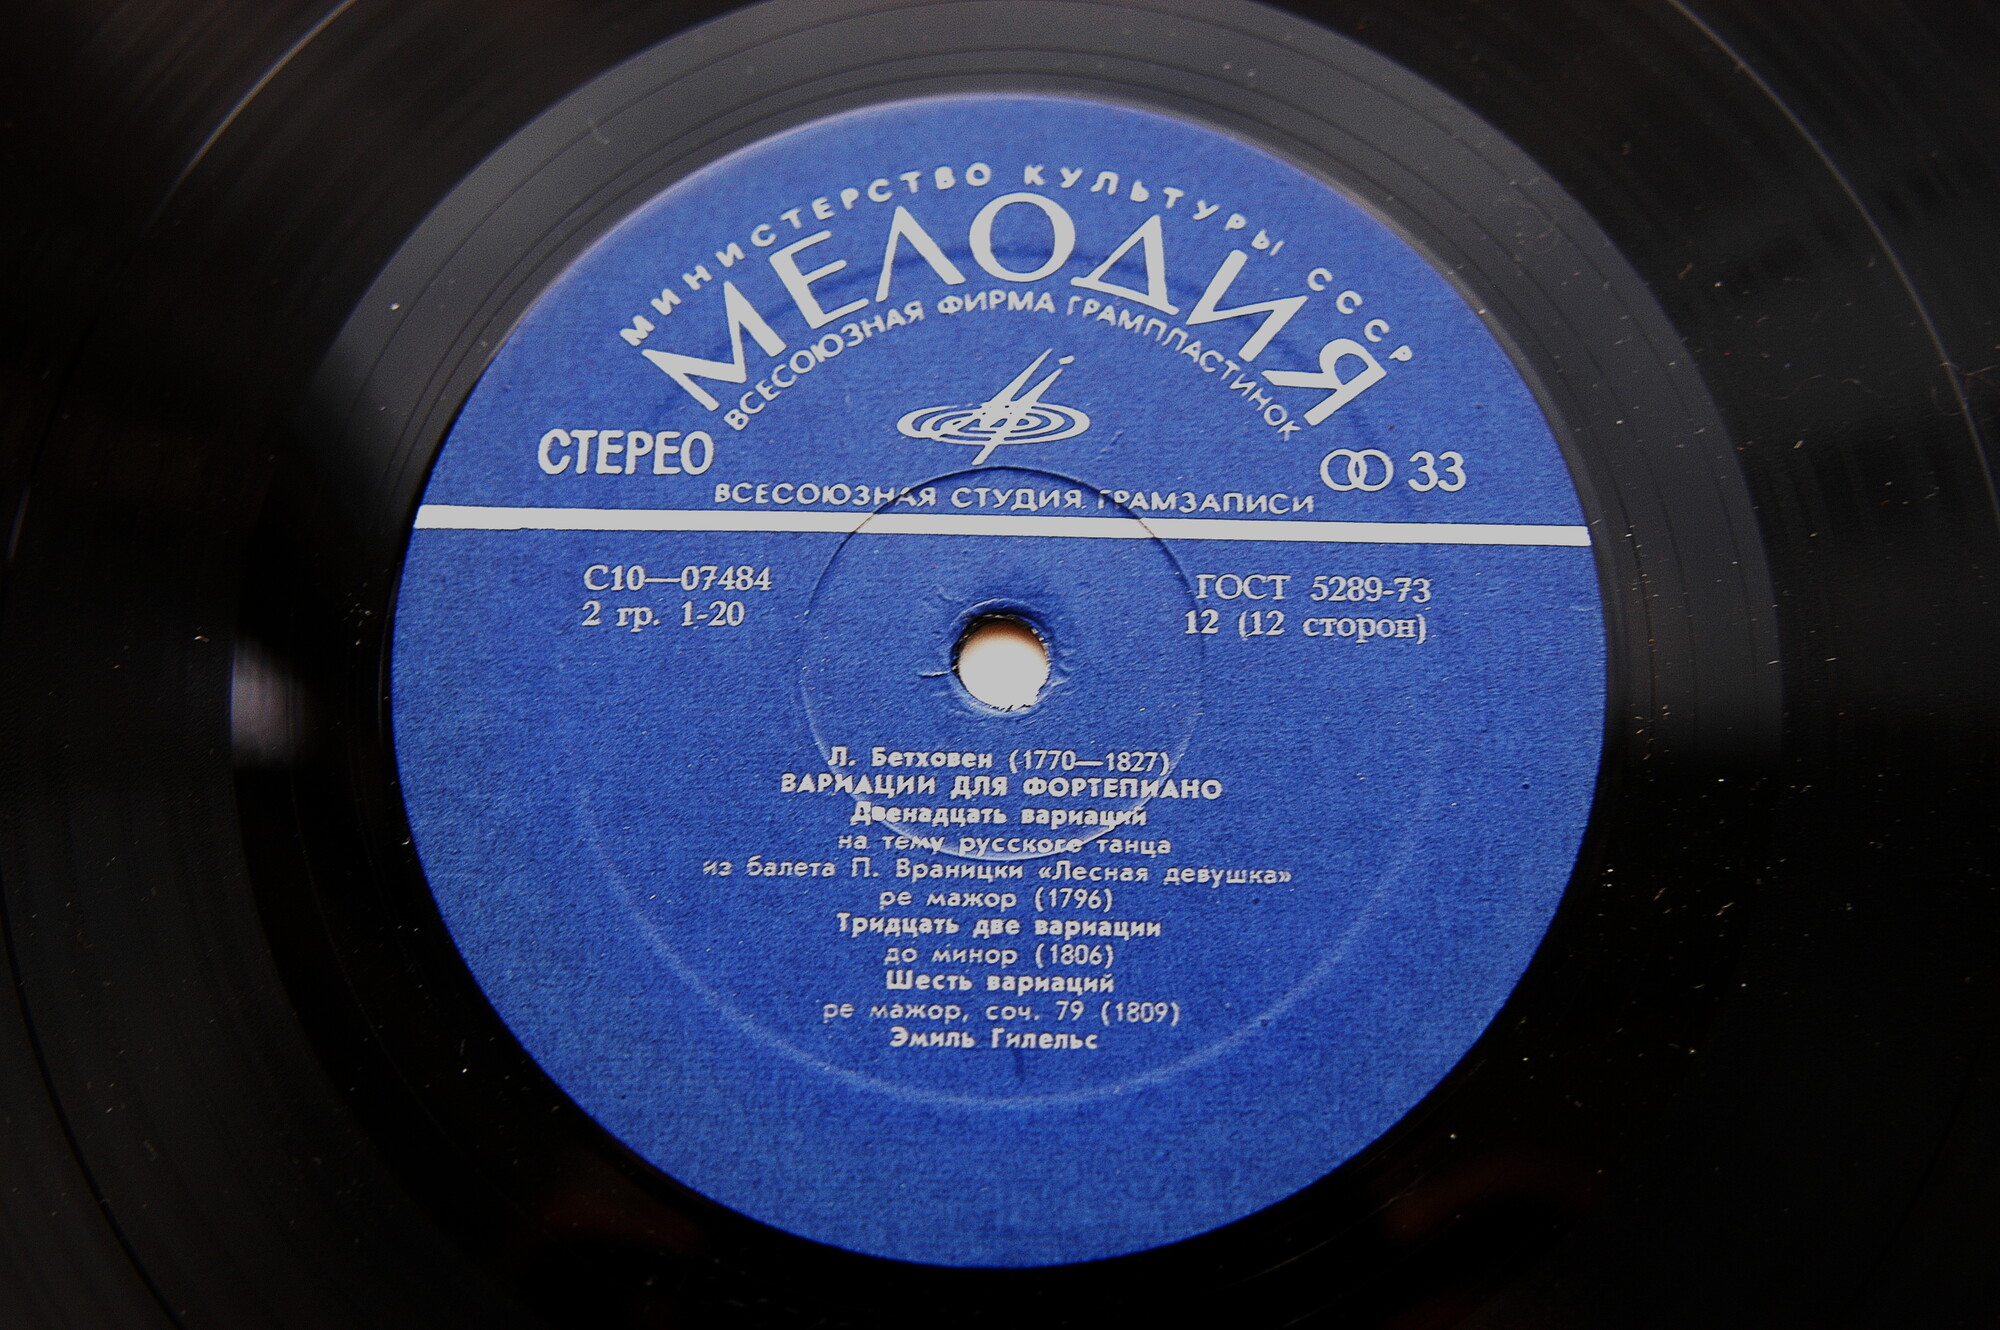 МИНИСТЕРСТВО КУЛЬТУРЫ СССР
МЕЛОДИЯ
ВСЕСОЮЗНАЯ ФИРМА ГРАМПЛАСТИНОК
СТЕРЕО
33
ВСЕСОЮЗНАЯ СТУДИЯ ГРАМЗАПИСИ
С10—07484
ГОСТ 5289-73
2 гр. 1-20
12 (12 сторон)
Л. Бетховен (1770—1827)
ВАРИАЦИИ ДЛЯ ФОРТЕПИАНО
Двенадцать вариаций
на тему русского танца
из балета П. Враницки «Лесная девушка»
ре мажор (1796)
Тридцать две вариации
до минор (1806)
Шесть вариаций
ре мажор, соч. 79 (1809)
Эмиль Гилельс